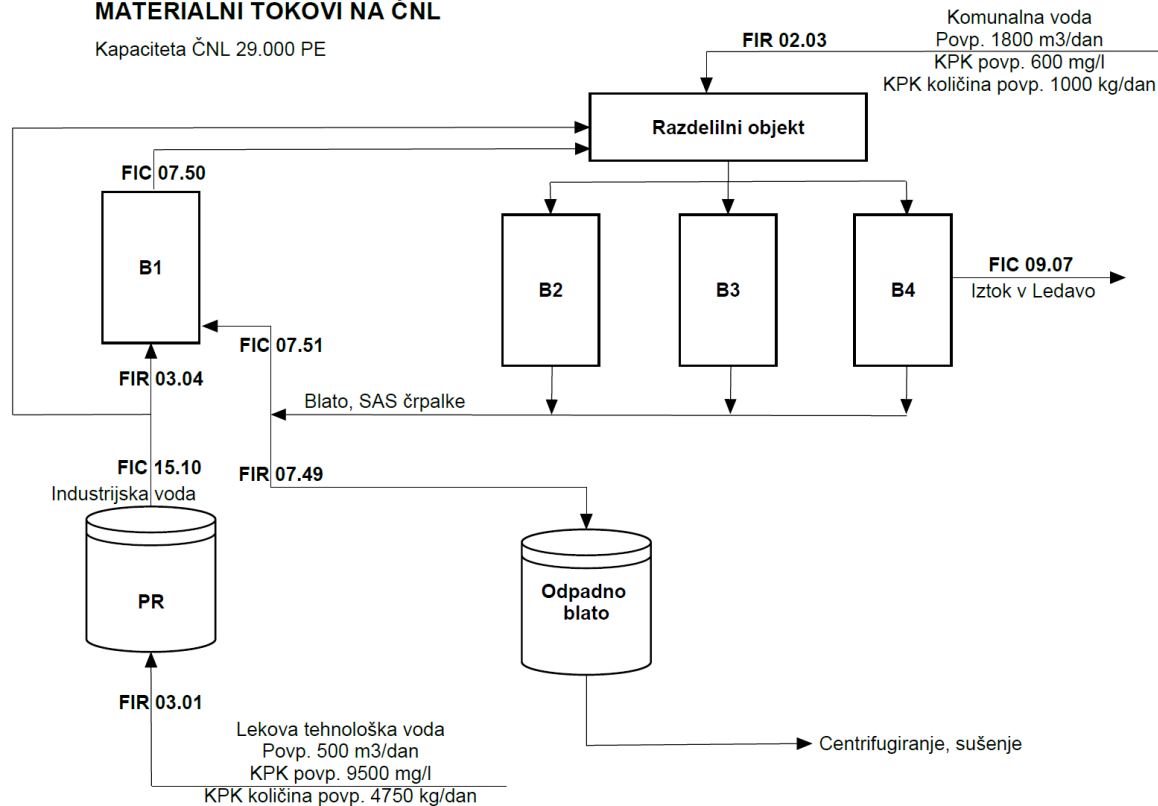 MATERIALNI TOKOVI NA ČNL
Kapaciteta ČNL 29.000 PE
Komunalna voda
FIR 02.03
Povp. 1800 m3/dan
KPK povp. 600 mg/l
KPK količina povp. 1000 kg/dan
Razdelilni objekt
FIC 07.50
B1
B2
B3
B4
FIC 09.07
Iztok v Ledavo
FIC 07.51
FIR 03.04
Blato, SAS črpalke
FIC 15.10
FIR 07.49
Industrijska voda
PR
Odpadno
blato
FIR 03.01
Lekova tehnološka voda
Povp. 500 m3/dan
KPK povp. 9500 mg/l
KPK količina povp. 4750 kg/dan
Centrifugiranje, sušenje